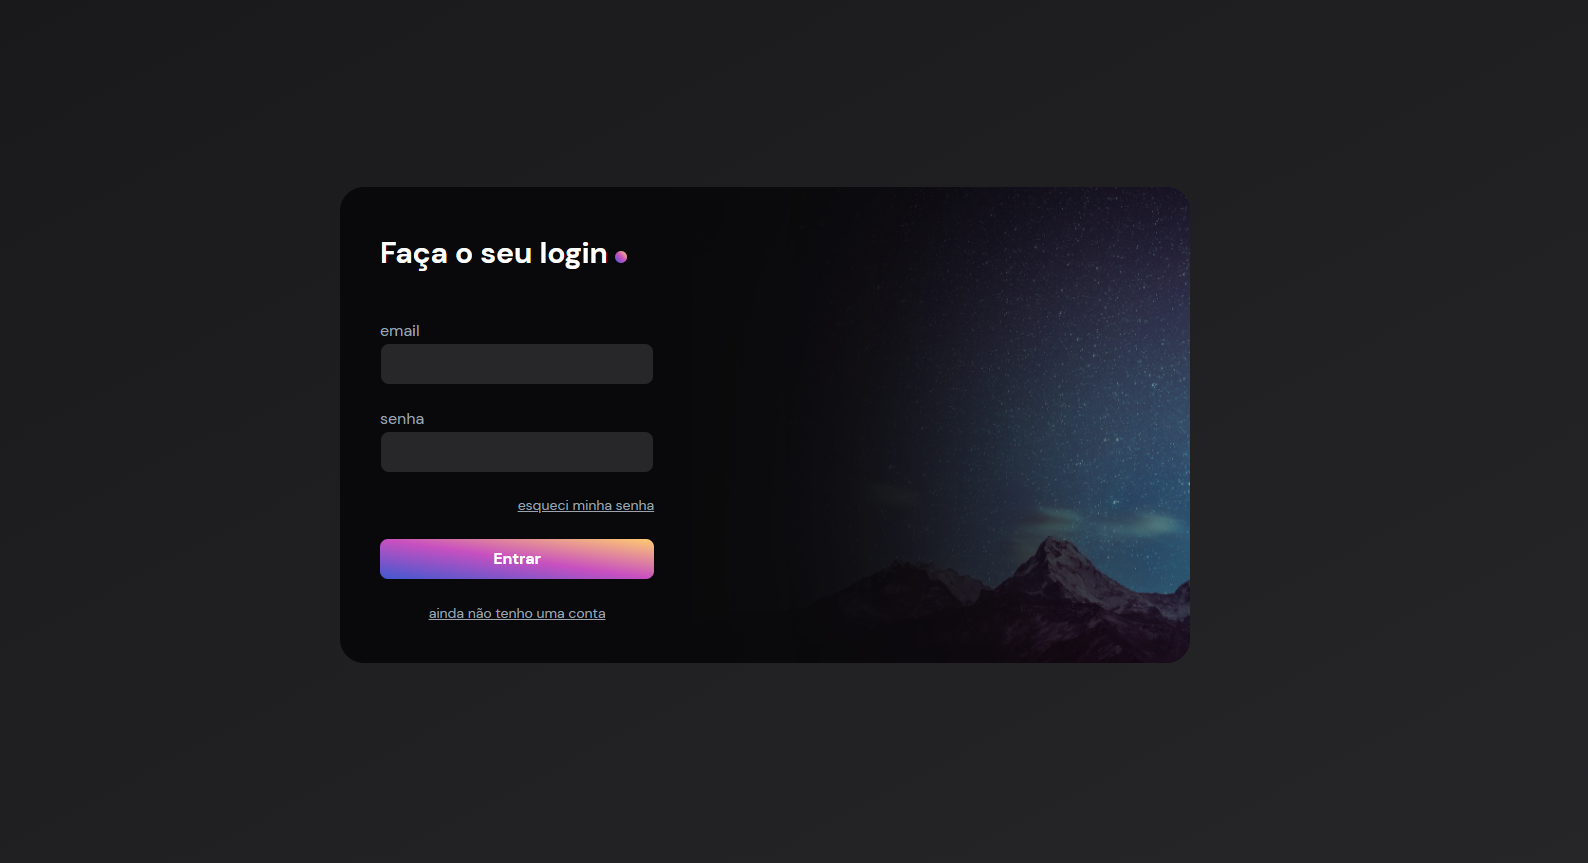 Faça o seu login
email
senha
esqueci minha senha
Entrar
ainda não tenho uma conta